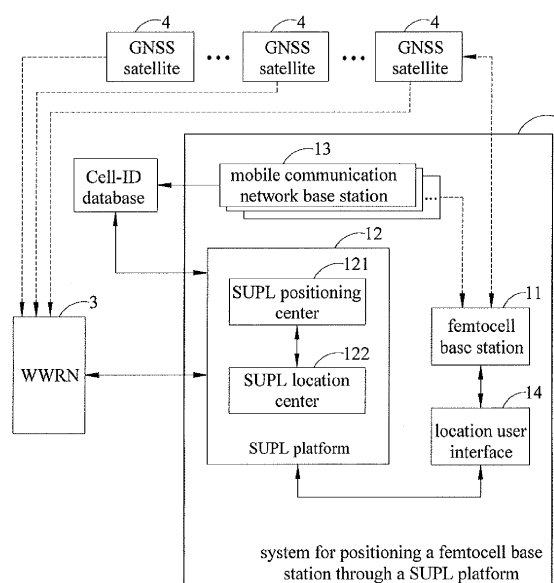 4 4 4
GNSS satellite ... GNSS satellite ... GNSS satellite
13
Cell-ID database
mobile communication
network base station
...
12
121
SUPL positioning
center
11
femtocell
base station
3
WWRN
122
SUPL location
center
14
location user
interface
SUPL platform
system for positioning a femtocell base
station through a SUPL platform